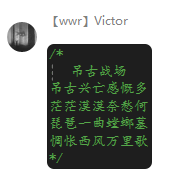 【wwr】Victor
/*
吊古战场
吊古兴亡感慨多
茫茫漠漠奈愁何
琵琶一曲螳螂墓
惆怅西风万里歌
*/